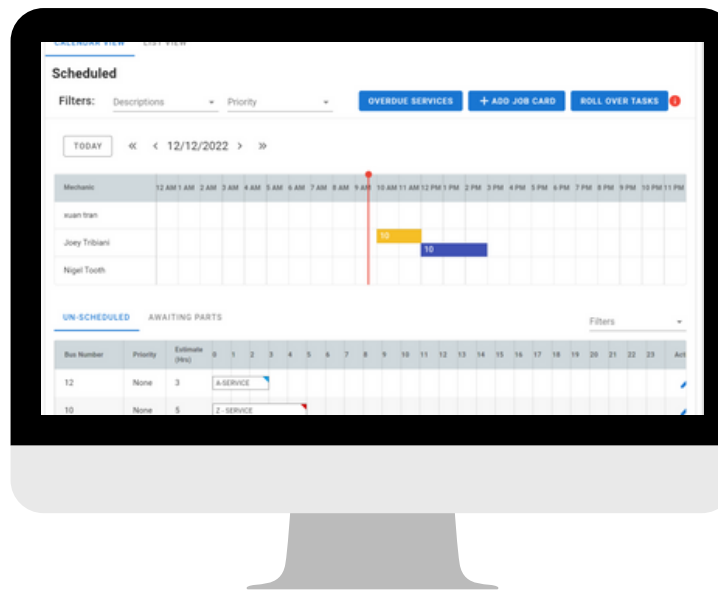 CALENDAR VIEW LIST VIEW
Scheduled
Filters: Descriptions Priority OVERDUE SERVICES + ADD JOB CARD ROLL OVER TASKS
TODAY « < 12/12/2022 > »
Mechanic 12 AM 1 AM 2 AM 3 AM 4 AM 5 AM 6 AM 7 AM 8 AM 9 AM 10 AM 11 AM 12 PM 1 PM 2 PM 3 PM 4 PM 5 PM 6 PM 7 PM 8 PM 9 PM 10 PM 11 PM
xuan tran
10
Joey Tribiani
10
Nigel Tooth
UN-SCHEDULED AWAITING PARTS Filters
Bus Number Priority Estimate (Hrs) 0 1 2 3 4 5 6 7 8 9 10 11 12 13 14 15 16 17 18 19 20 21 22 23 Act
12 None 3 A-SERVICE
10 None 5 Z - SERVICE